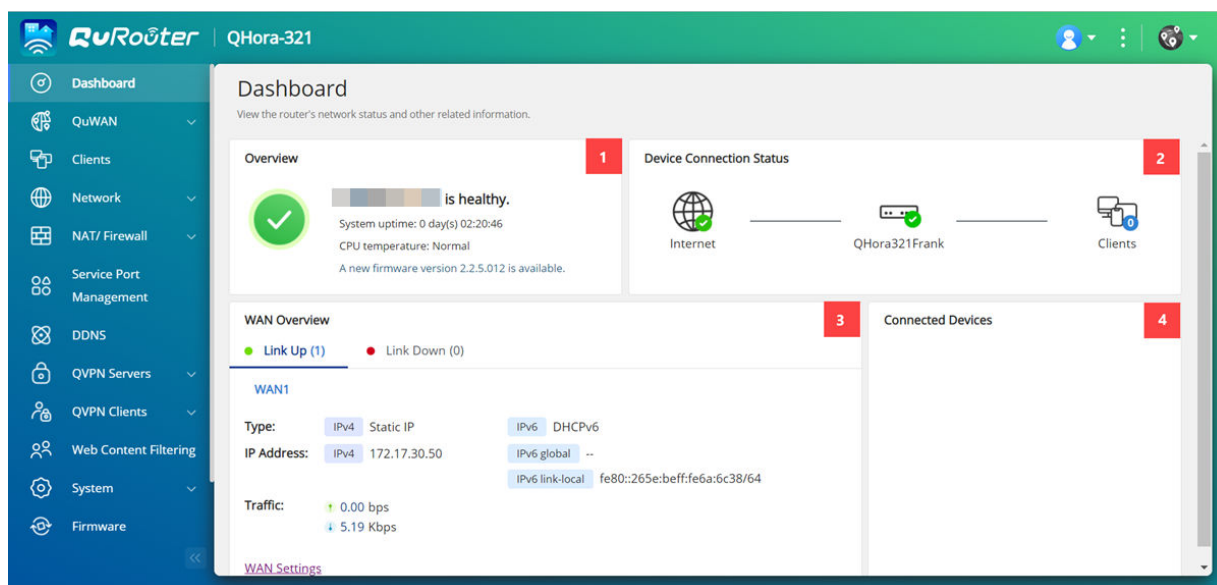 QuRoûter QHora-321
Dashboard
QuWAN
Clients
Network
NAT/ Firewall
Service Port
Management
DDNS
QVPN Servers
QVPN Clients
Web Content Filtering
System
Firmware
Dashboard
View the router's network status and other related information.
Overview
1
is healthy.
System uptime: 0 day(s) 02:20:46
CPU temperature: Normal
A new firmware version 2.2.5.012 is available.
Device Connection Status
2
Internet
QHora321Frank
0
Clients
WAN Overview
3
Link Up (1) Link Down (0)
WAN1
Type: IPv4 Static IP IPv6 DHCPv6
IP Address: IPv4 172.17.30.50 IPv6 global --
IPv6 link-local fe80::265e:beff:fe6a:6c38/64
Traffic: 0.00 bps
5.19 Kbps
WAN Settings
Connected Devices
4